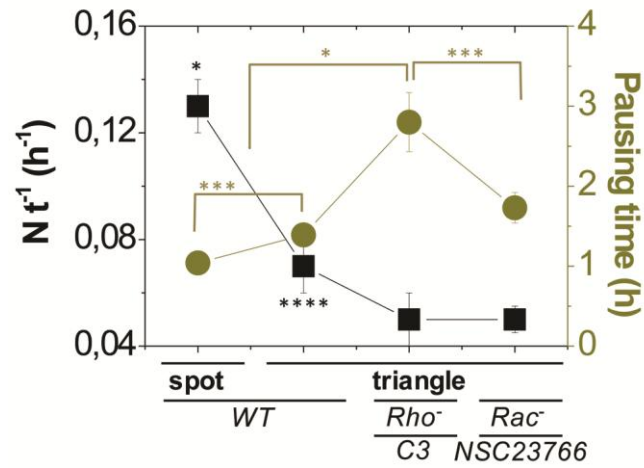 0,16
0,12
0,08
0,04
N t⁻¹ (h⁻¹)
4
3
2
1
0
Pausing time (h)
*
***
****
*
***
spot
triangle
WT
Rho⁻
Rac⁻
C3
NSC23766